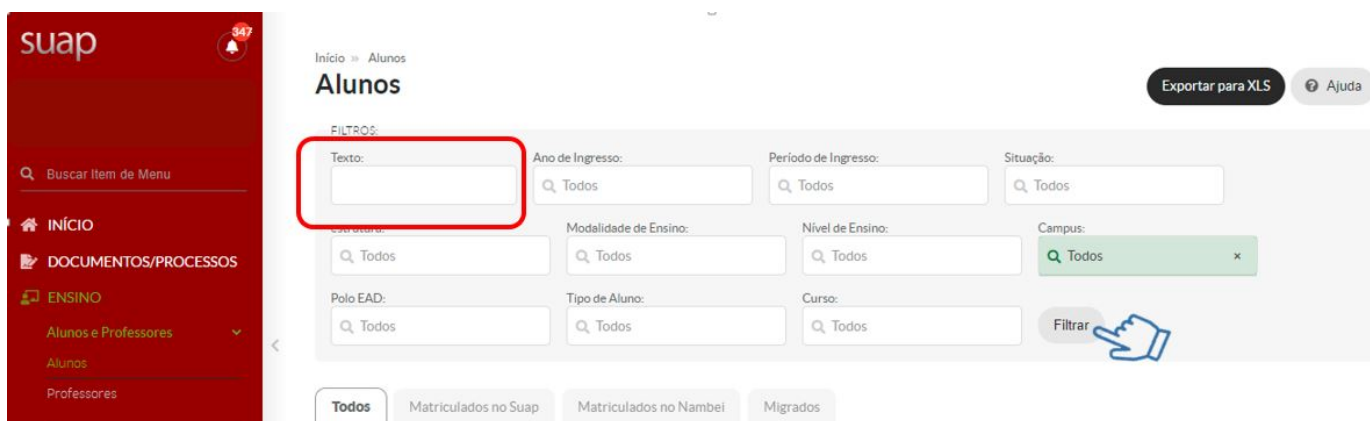 suap
347
Buscar Item de Menu
INÍCIO
DOCUMENTOS/PROCESSOS
ENSINO
Alunos e Professores
Alunos
Professores
Início » Alunos
Alunos
Exportar para XLS
Ajuda
FILTROS:
Texto: Ano de Ingresso: Período de Ingresso: Situação:
Todos Todos Todos
Estrutura: Modalidade de Ensino: Nível de Ensino: Campus:
Todos Todos Todos Todos ×
Polo EAD: Tipo de Aluno: Curso:
Todos Todos Todos Filtrar
Todos Matriculados no Suap Matriculados no Nambei Migrados